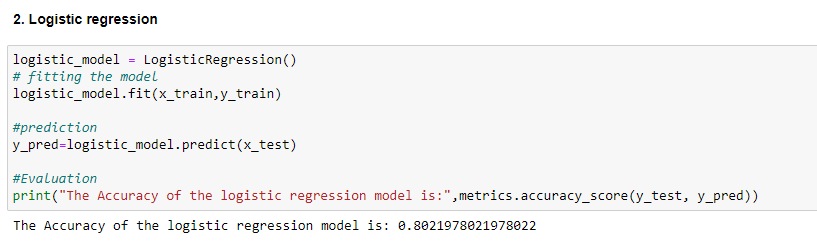 2. Logistic regression
logistic_model = LogisticRegression()
# fitting the model
logistic_model.fit(x_train,y_train)
#prediction
y_pred=logistic_model.predict(x_test)
#Evaluation
print("The Accuracy of the logistic regression model is:",metrics.accuracy_score(y_test, y_pred))
The Accuracy of the logistic regression model is: 0.8021978021978022